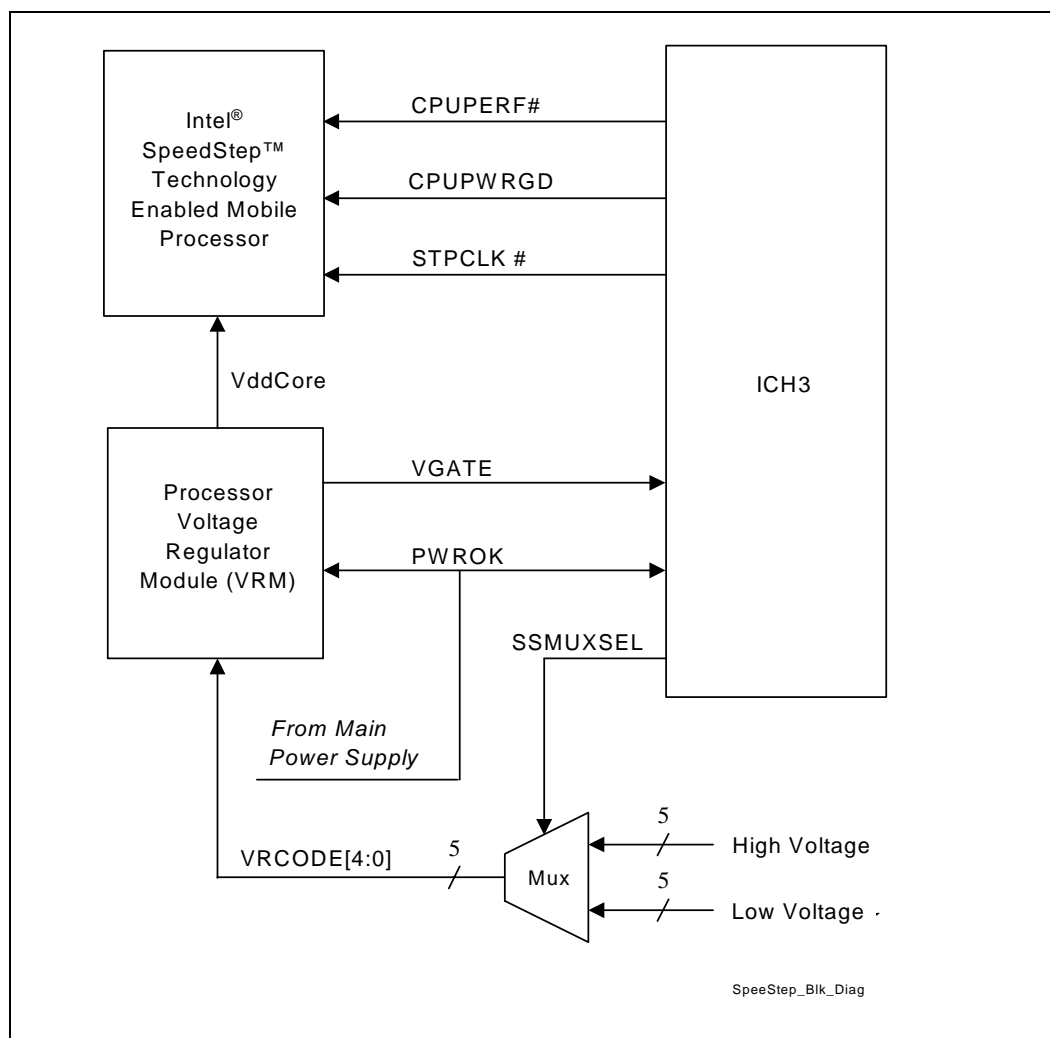 Intel®
SpeedStep™
Technology
Enabled Mobile
Processor
CPUPERF#
CPUPWRGD
STPCLK #
ICH3
VddCore
Processor
Voltage
Regulator
Module (VRM)
VGATE
PWROK
SSMUXSEL
From Main
Power Supply
VRCODE[4:0]
5
Mux
5
High Voltage
5
Low Voltage
SpeeStep_Blk_Diag